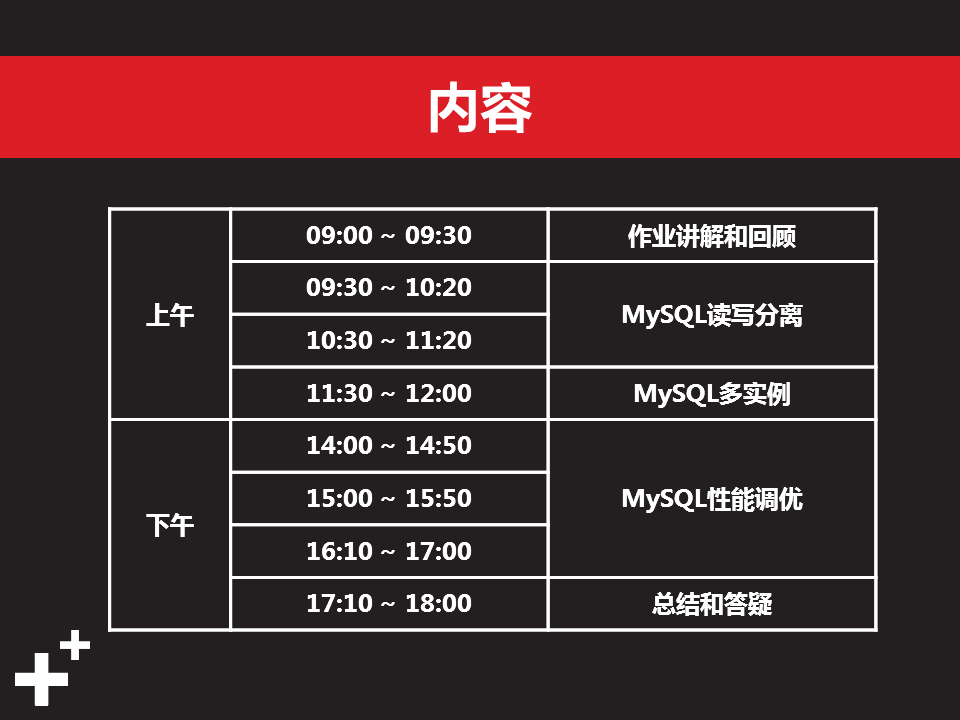 内容
上午
09:00 ~ 09:30
作业讲解和回顾
09:30 ~ 10:20
MySQL读写分离
10:30 ~ 11:20
11:30 ~ 12:00
MySQL多实例
下午
14:00 ~ 14:50
MySQL性能调优
15:00 ~ 15:50
16:10 ~ 17:00
17:10 ~ 18:00
总结和答疑